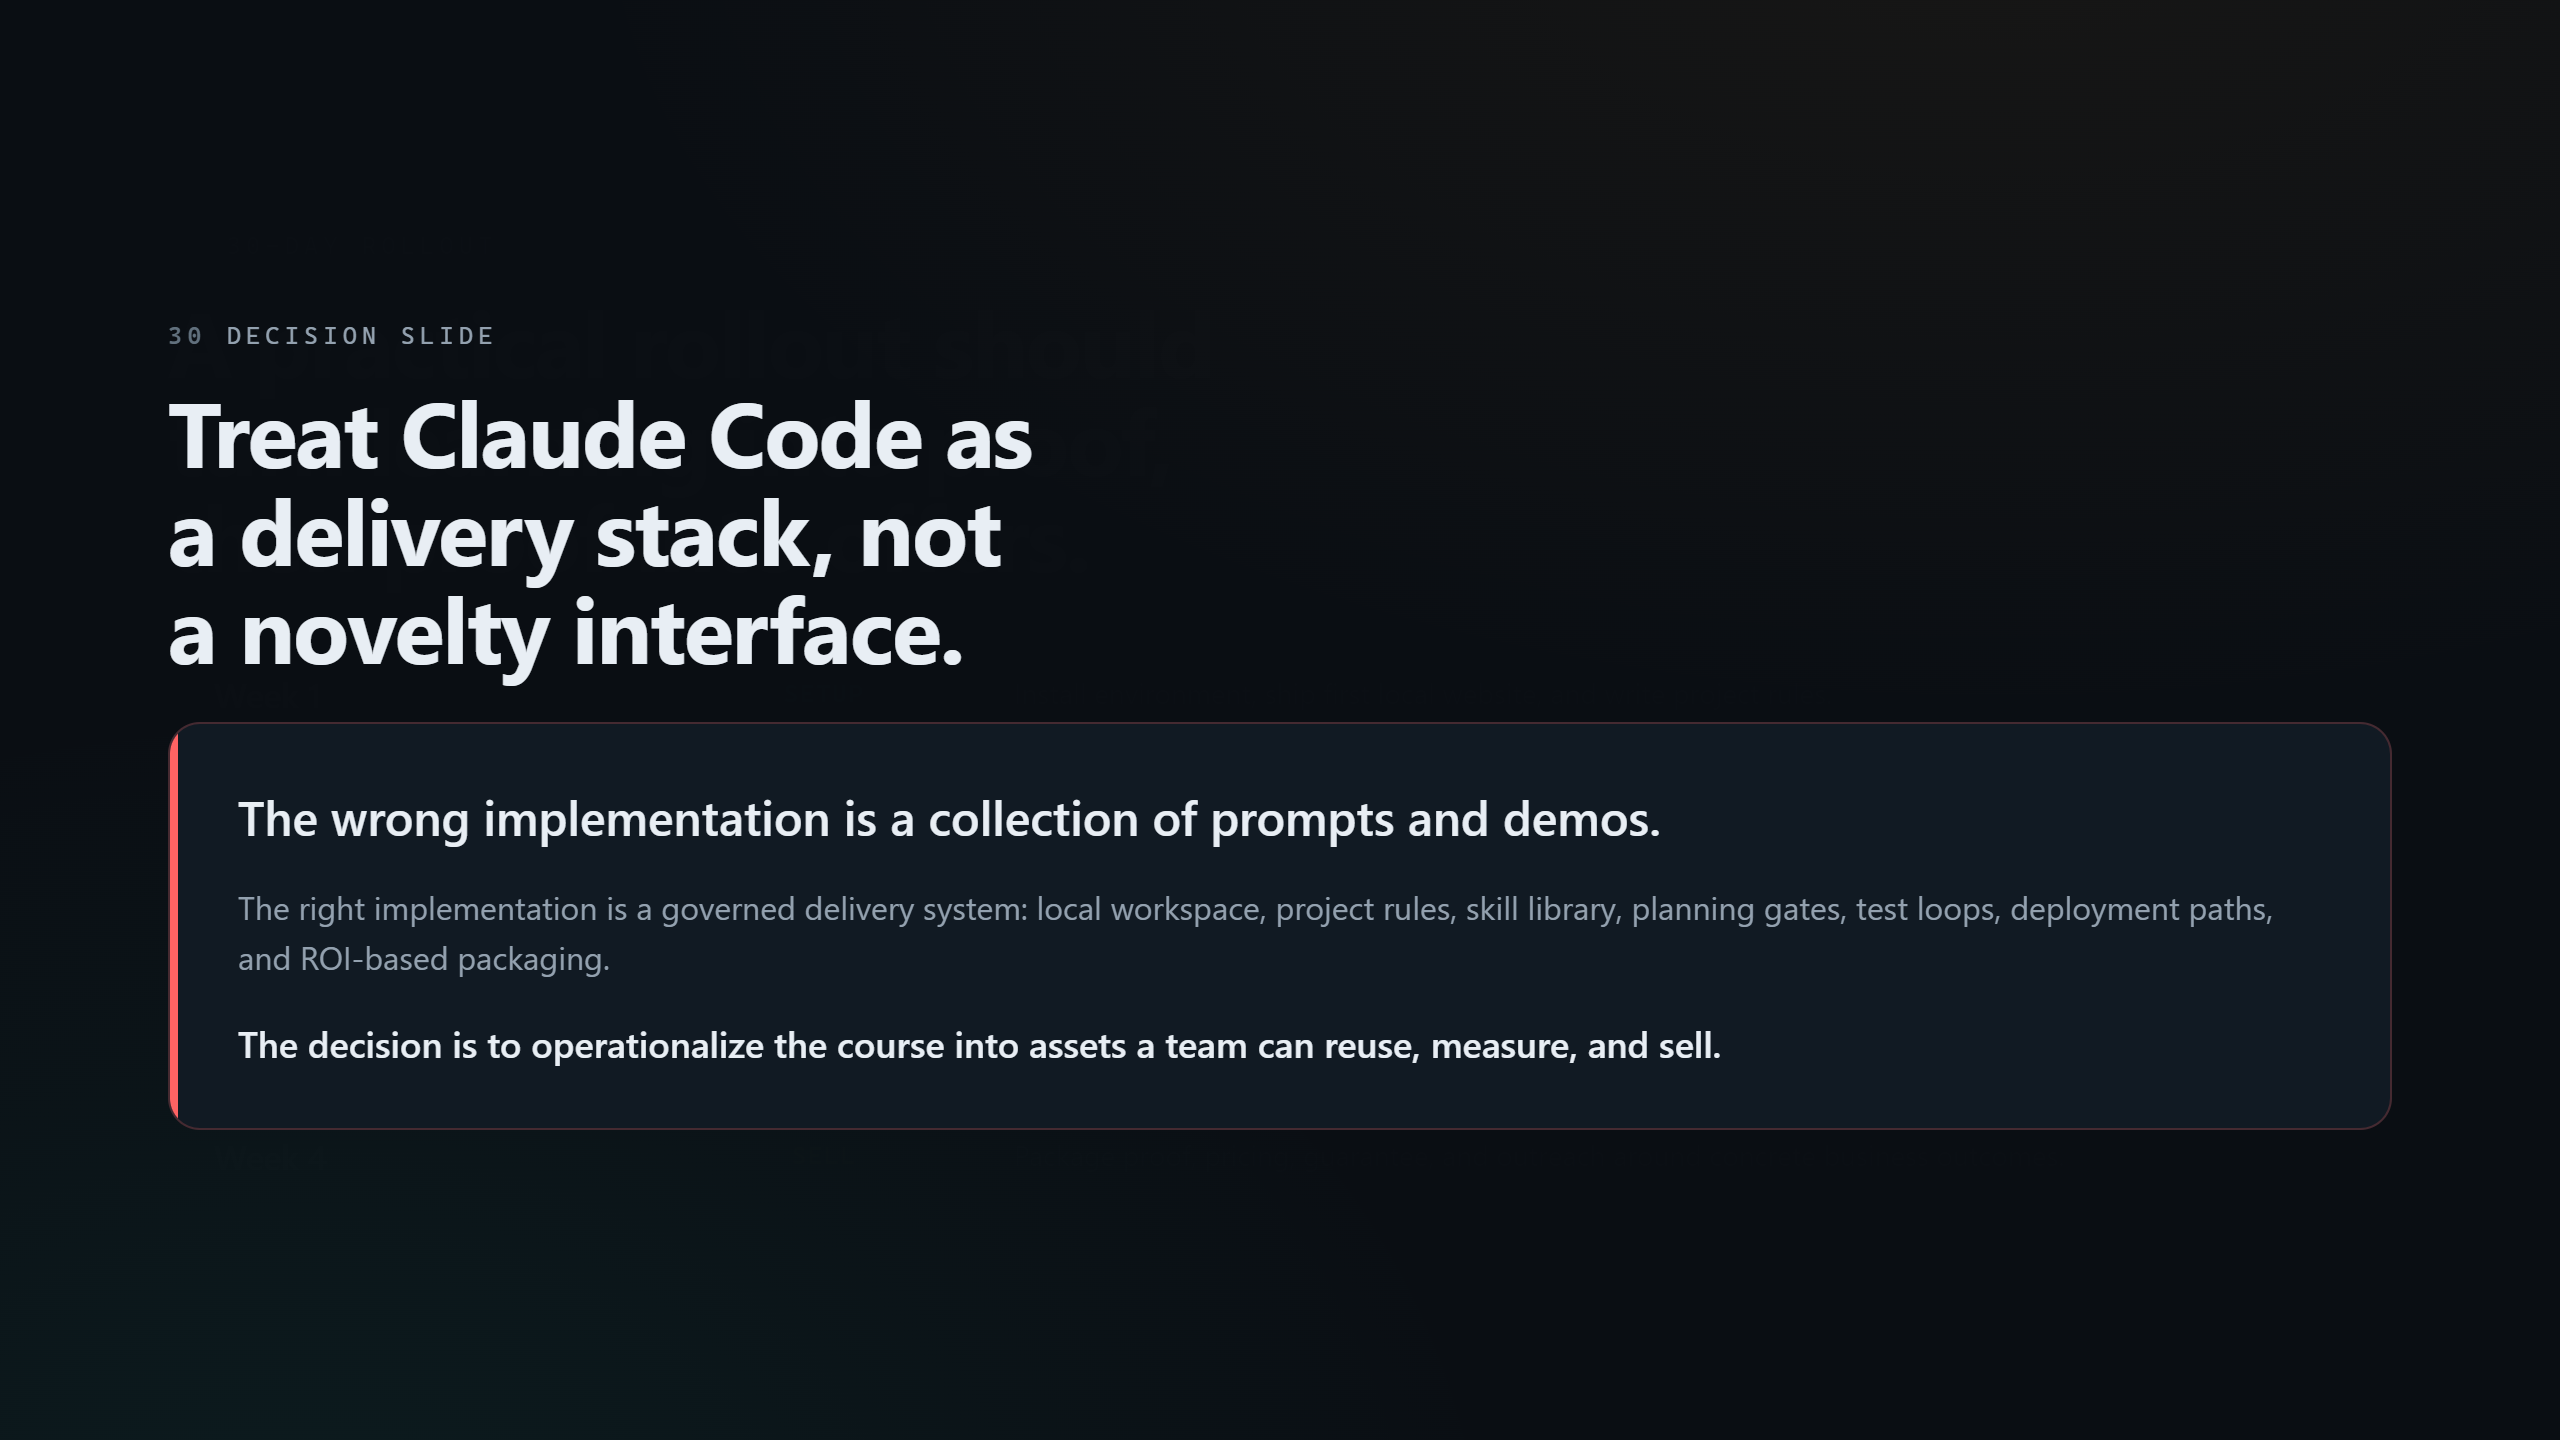 30 DECISION SLIDE
Treat Claude Code as
a delivery stack, not
a novelty interface.
The wrong implementation is a collection of prompts and demos.
The right implementation is a governed delivery system: local workspace, project rules, skill library, planning gates, test loops, deployment paths,
and ROI-based packaging.
The decision is to operationalize the course into assets a team can reuse, measure, and sell.